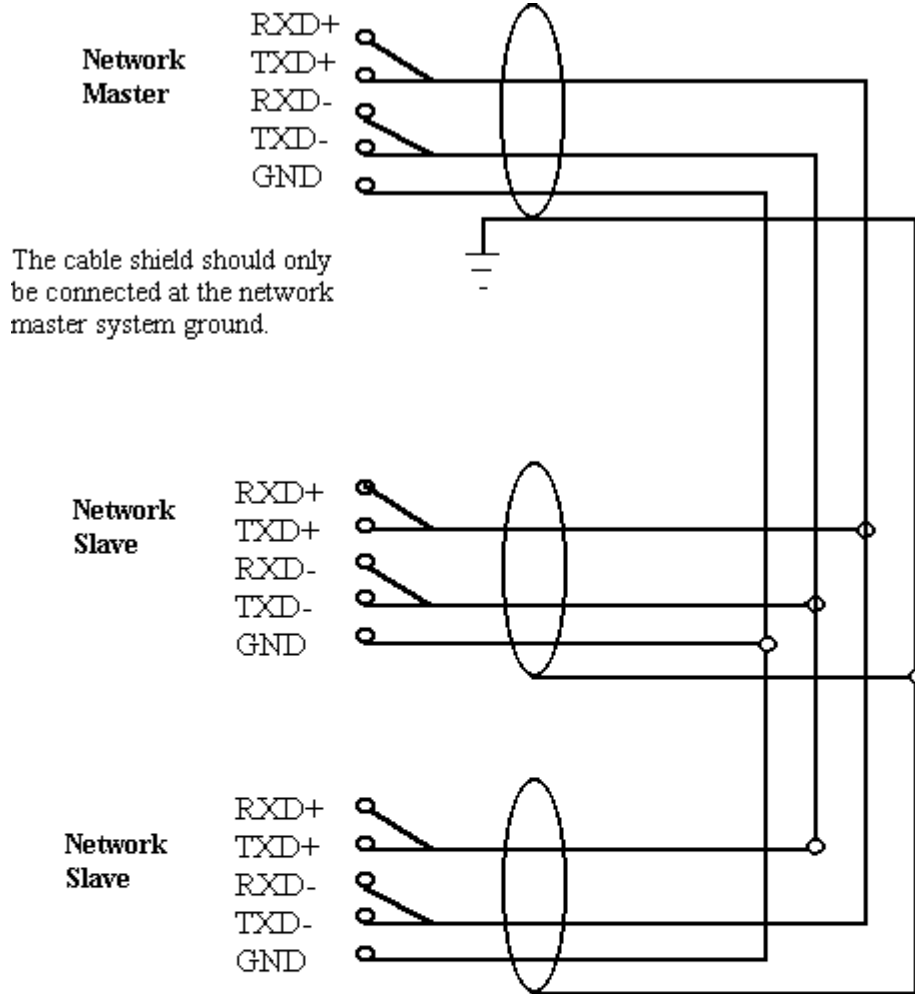 Network
Master
RXD+
TXD+
RXD-
TXD-
GND
The cable shield should only
be connected at the network
master system ground.
Network
Slave
RXD+
TXD+
RXD-
TXD-
GND
Network
Slave
RXD+
TXD+
RXD-
TXD-
GND